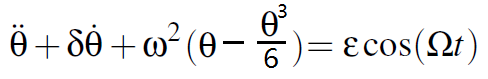 θ̈ + δθ̇ + ω²(θ − θ³/6) = ε cos(Ωt)